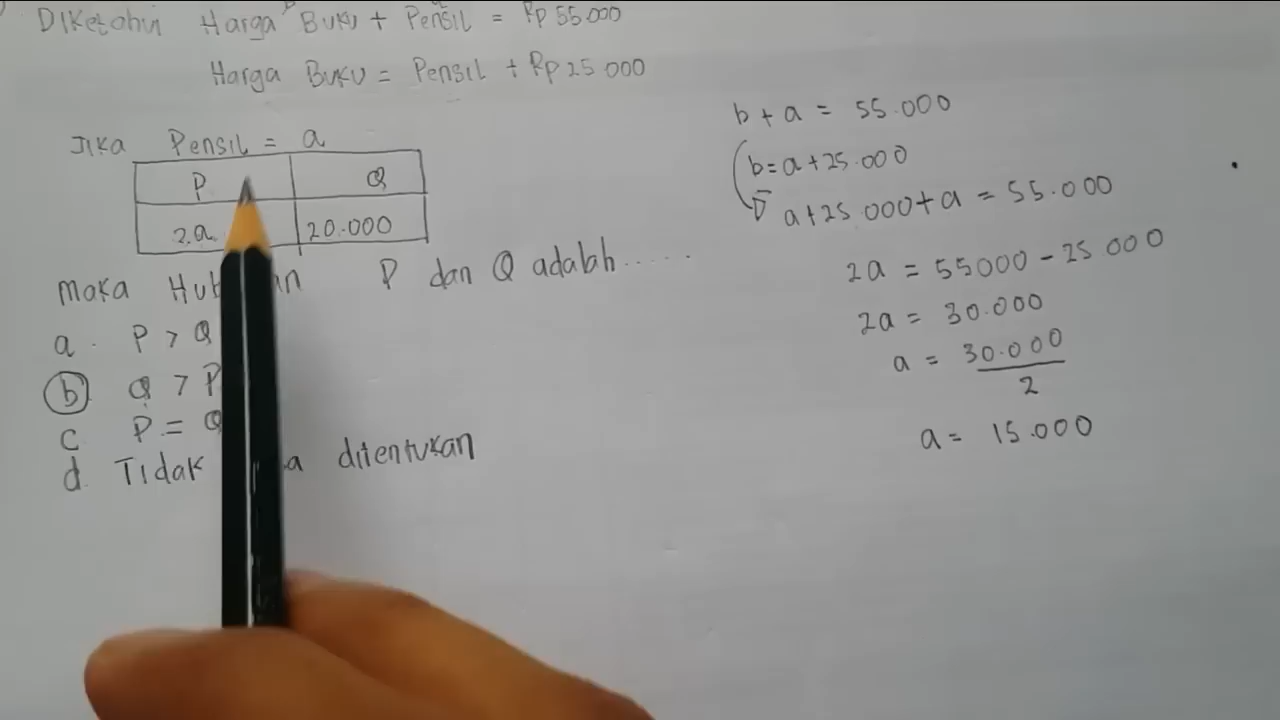 Diketahui Harga Buku + Pensil = Rp 55.000
Harga Buku = Pensil + Rp 25.000
Jika Pensil = a
P Q
2a 20.000
Maka P dan Q adalah .....
a. P > Q
b Q > P
c P = Q
d. Tidak ditentukan
b + a = 55.000
b = a + 25.000
a + 25.000 + a = 55.000
2a = 55000 - 25.000
2a = 30.000
a = 30.000
2
a = 15.000